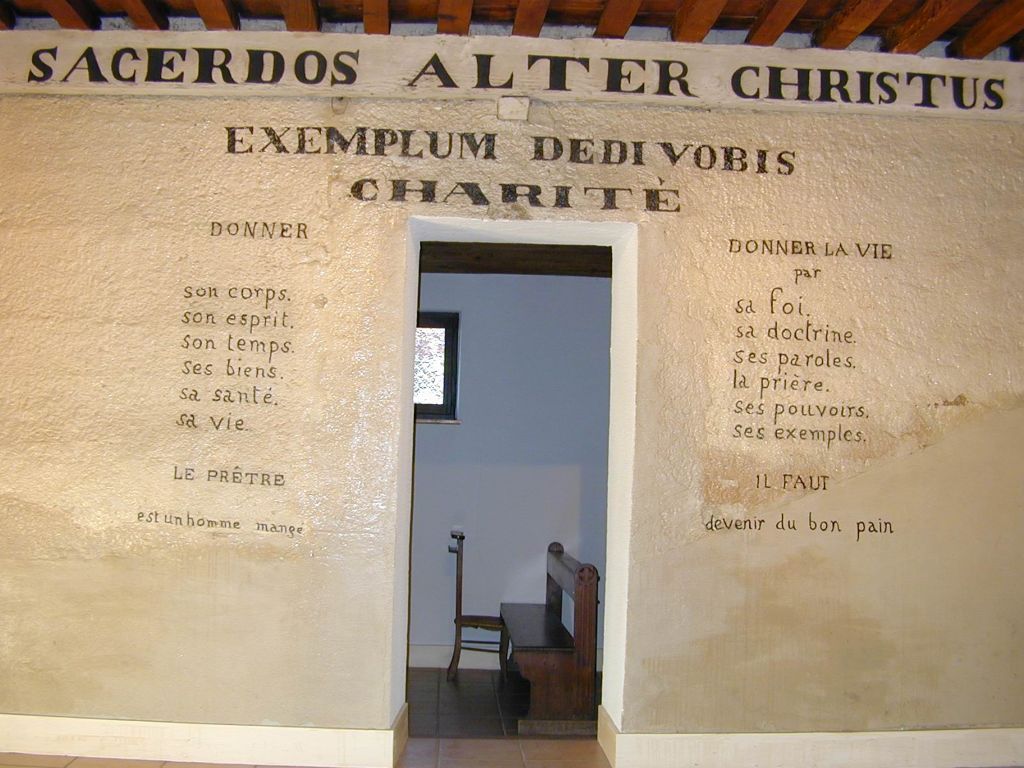 SACERDOS ALTER CHRISTUS
EXEMPLUM DEDI VOBIS
CHARITÈ
DONNER
son corps.
son esprit.
son temps.
ses biens.
sa santé.
sa vie
LE PRÊTRE
est un homme mangé
DONNER LA VIE
par
sa foi.
sa doctrine.
ses paroles.
la prière.
ses pouvoirs.
ses exemples.
IL FAUT
devenir du bon pain